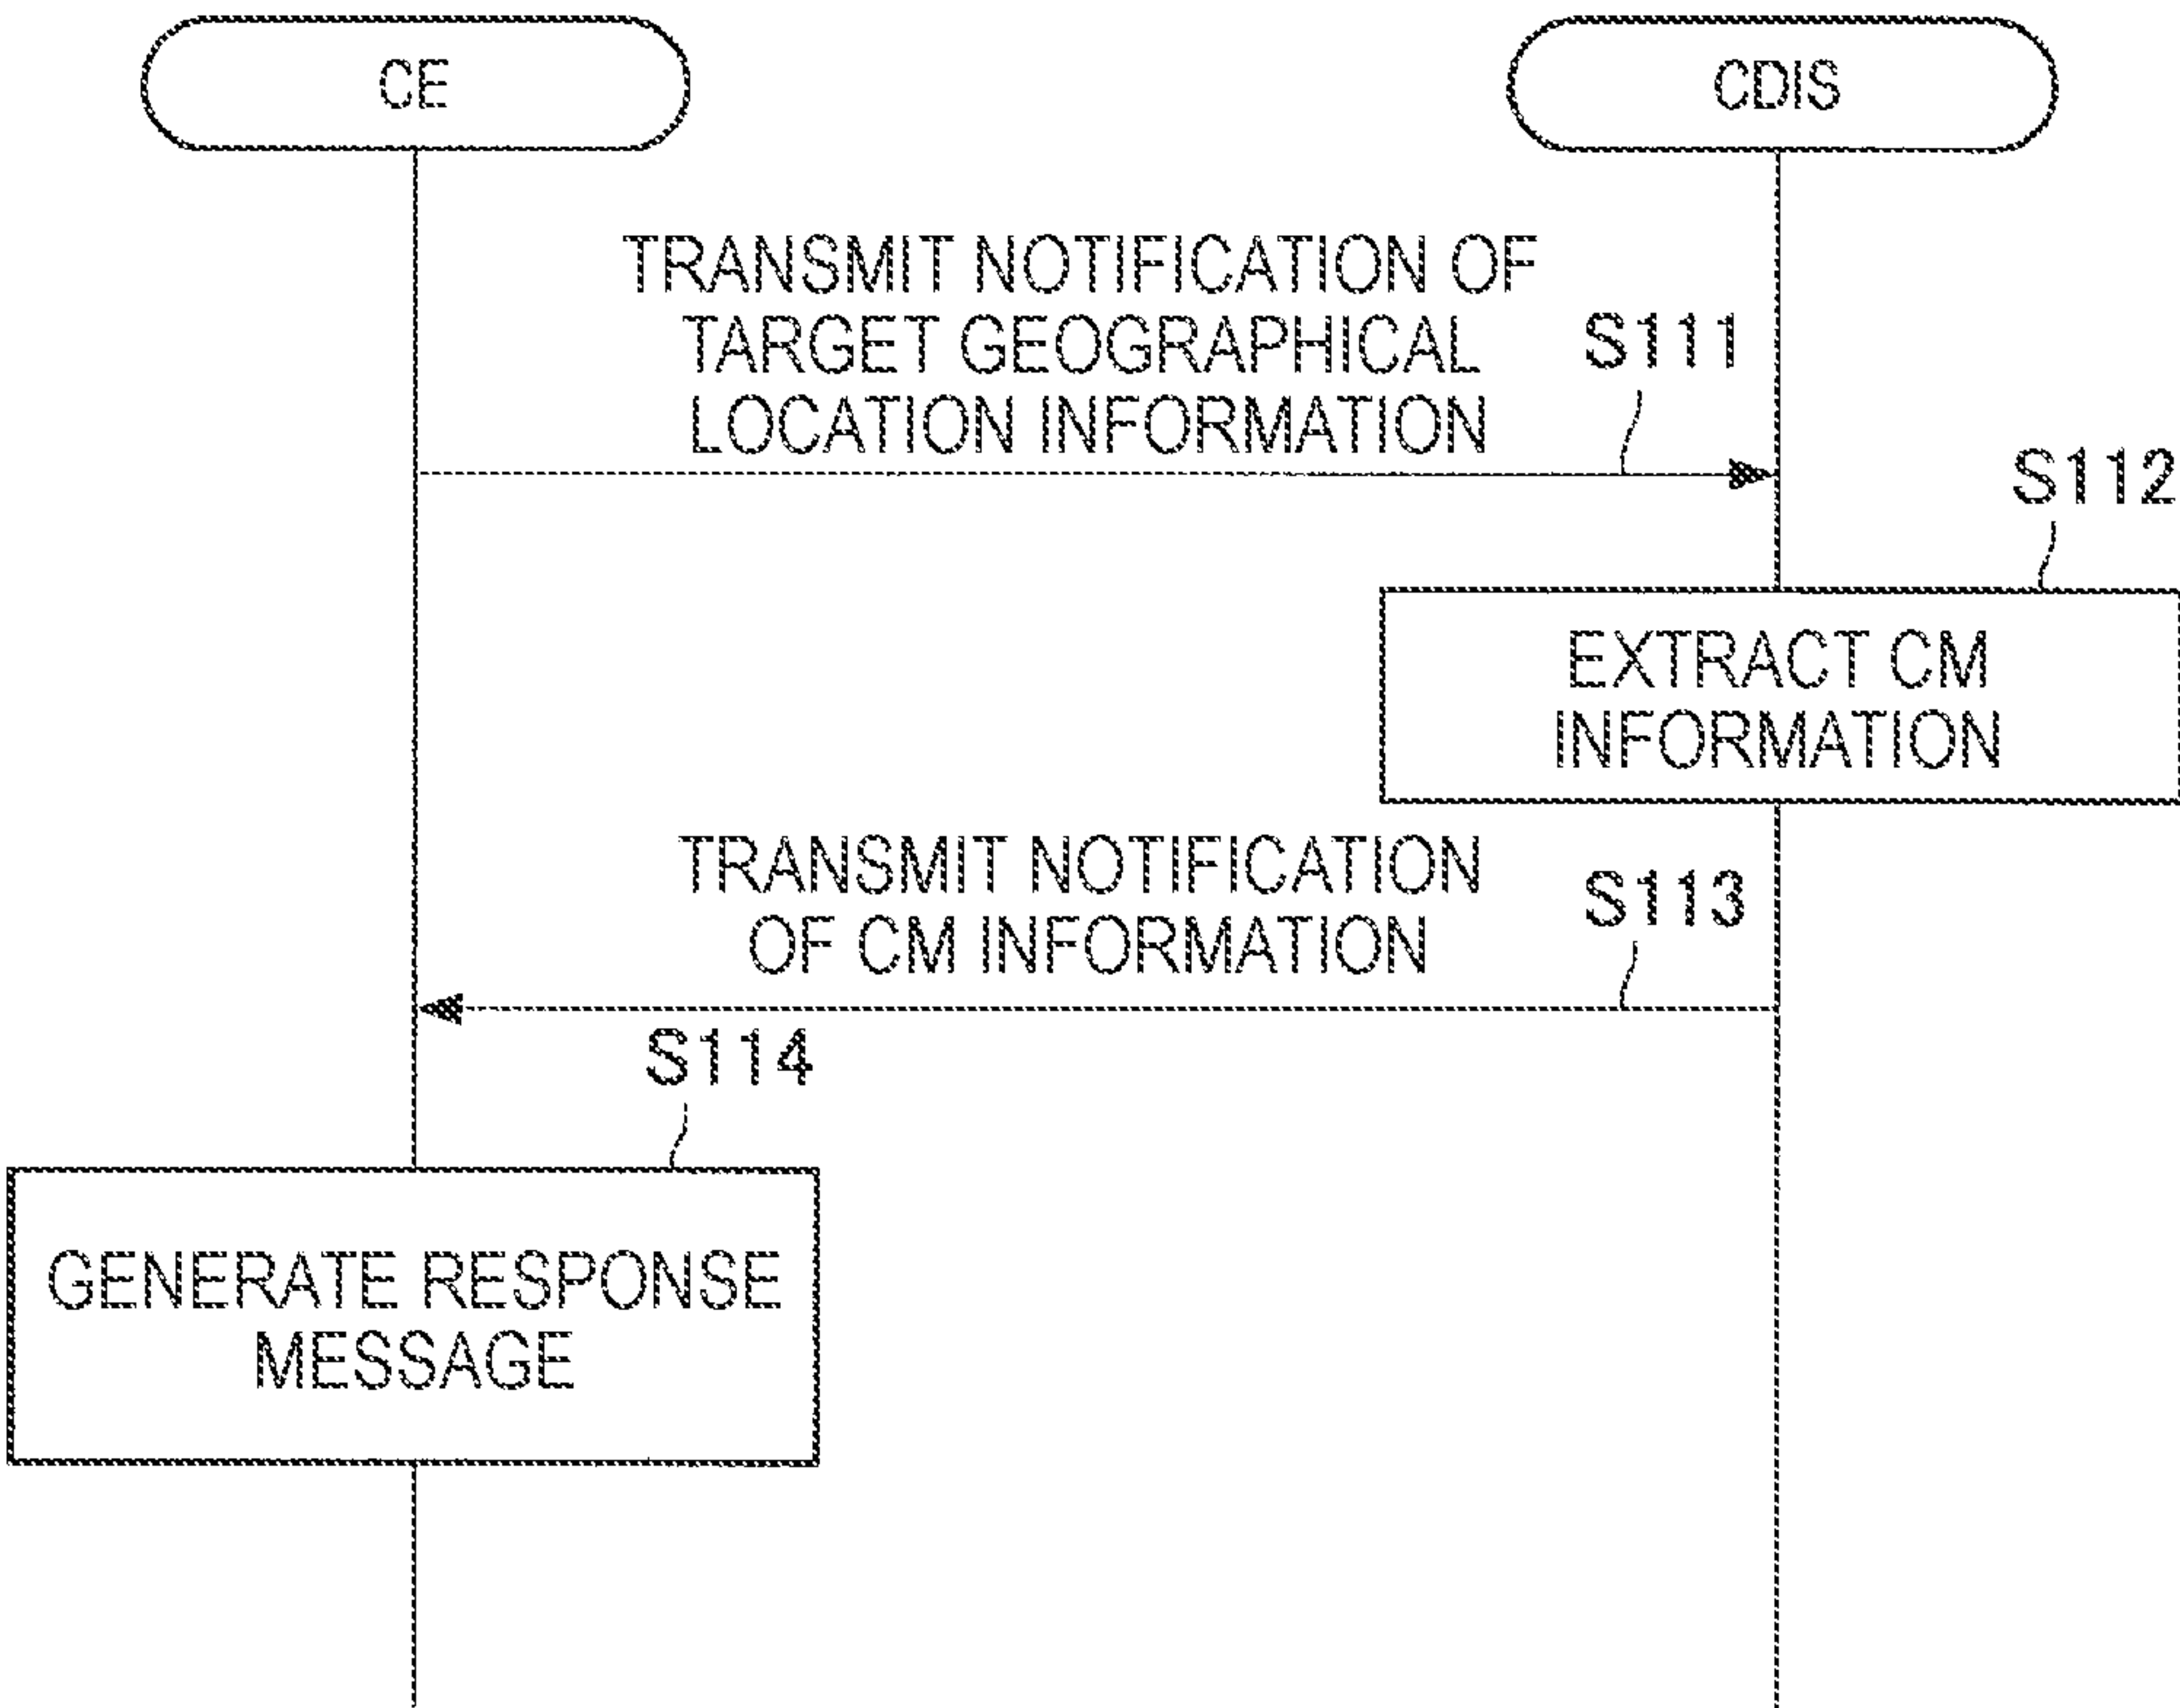 CE
CDIS
TRANSMIT NOTIFICATION OF
TARGET GEOGRAPHICAL
LOCATION INFORMATION
S111
S112
EXTRACT CM
INFORMATION
TRANSMIT NOTIFICATION
OF CM INFORMATION
S113
S114
GENERATE RESPONSE
MESSAGE